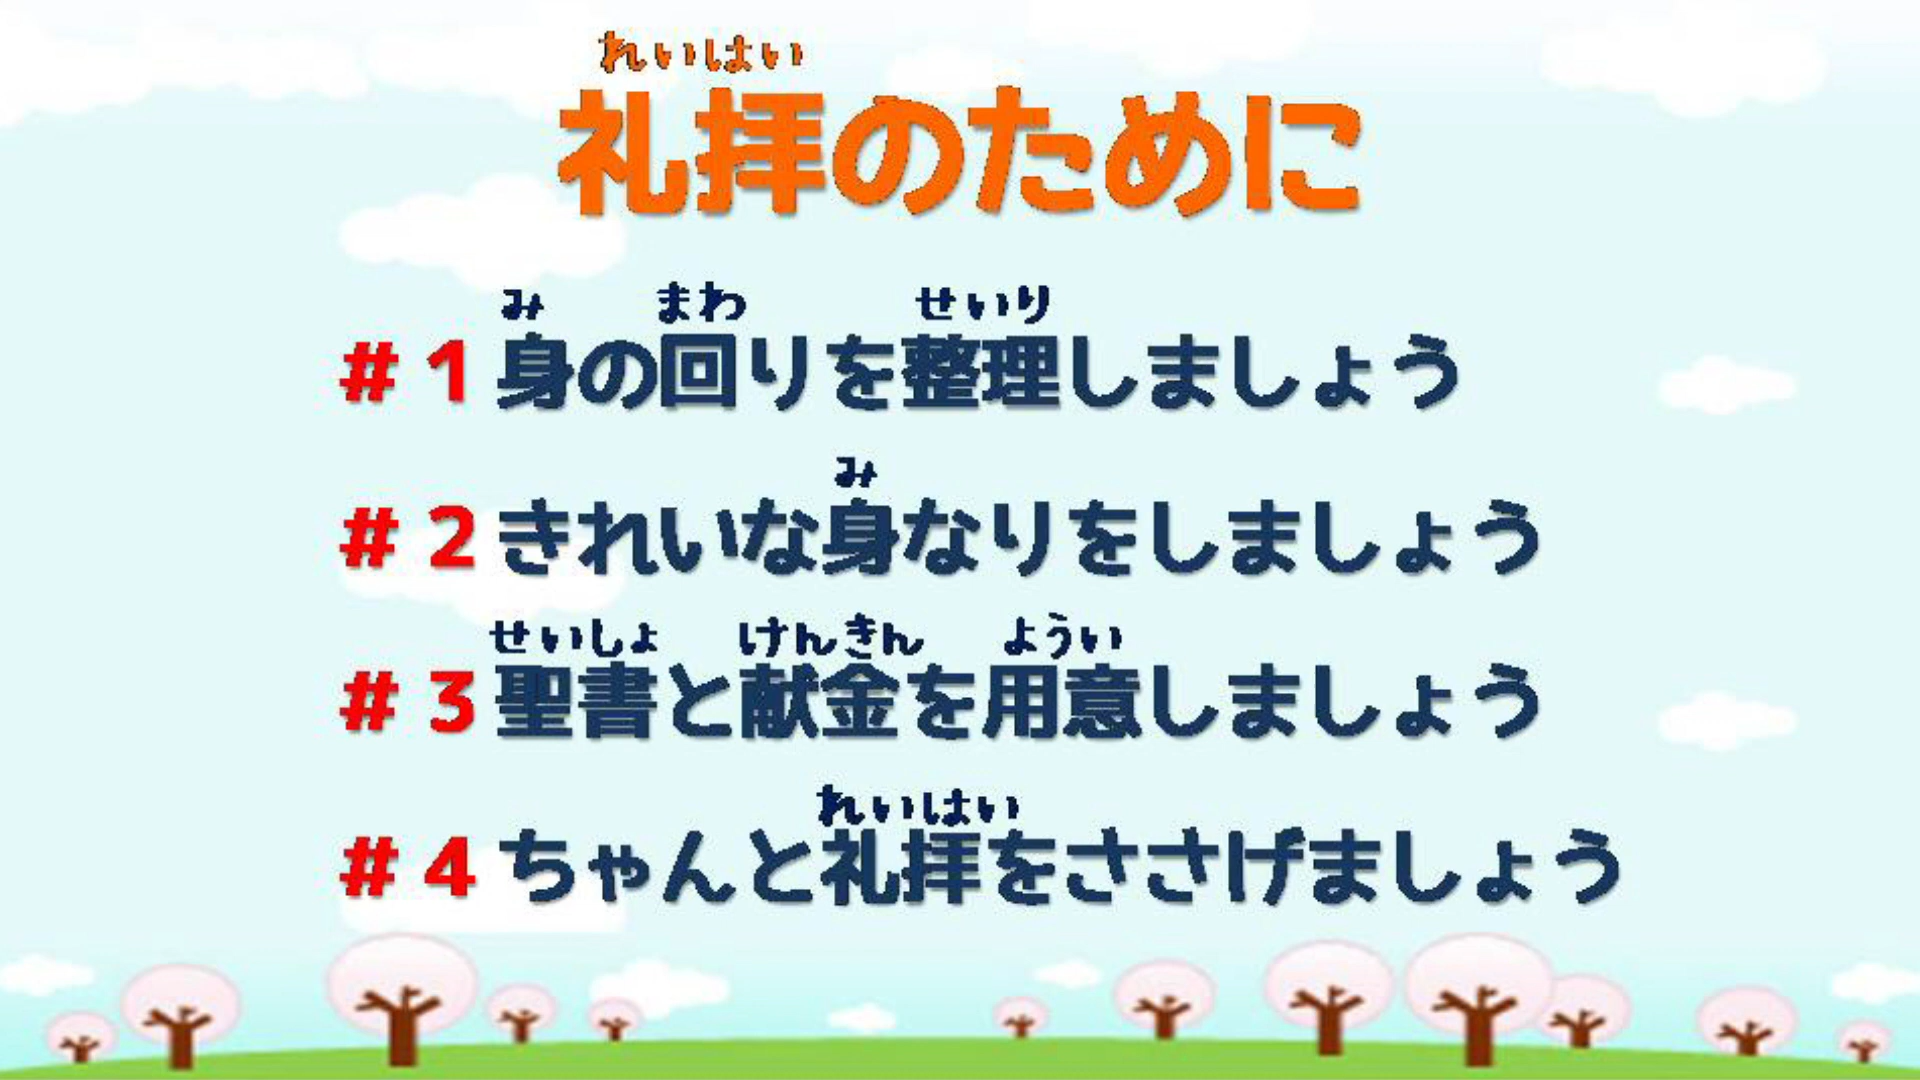 れいはい
礼拝のために
み まわ せいり
#1 身の回りを整理しましょう
み
#2 きれいな身なりをしましょう
せいしょ けんきん ようい
#3 聖書と献金を用意しましょう
れいはい
#4 ちゃんと礼拝をささげましょう